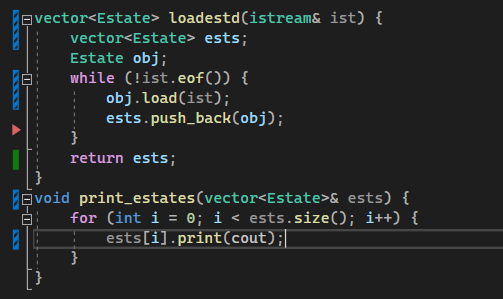 vector<Estate> loadestd(istream& ist) {
    vector<Estate> ests;
    Estate obj;
    while (!ist.eof()) {
        obj.load(ist);
        ests.push_back(obj);
    }
    return ests;
}
void print_estates(vector<Estate>& ests) {
    for (int i = 0; i < ests.size(); i++) {
        ests[i].print(cout);
    }
}